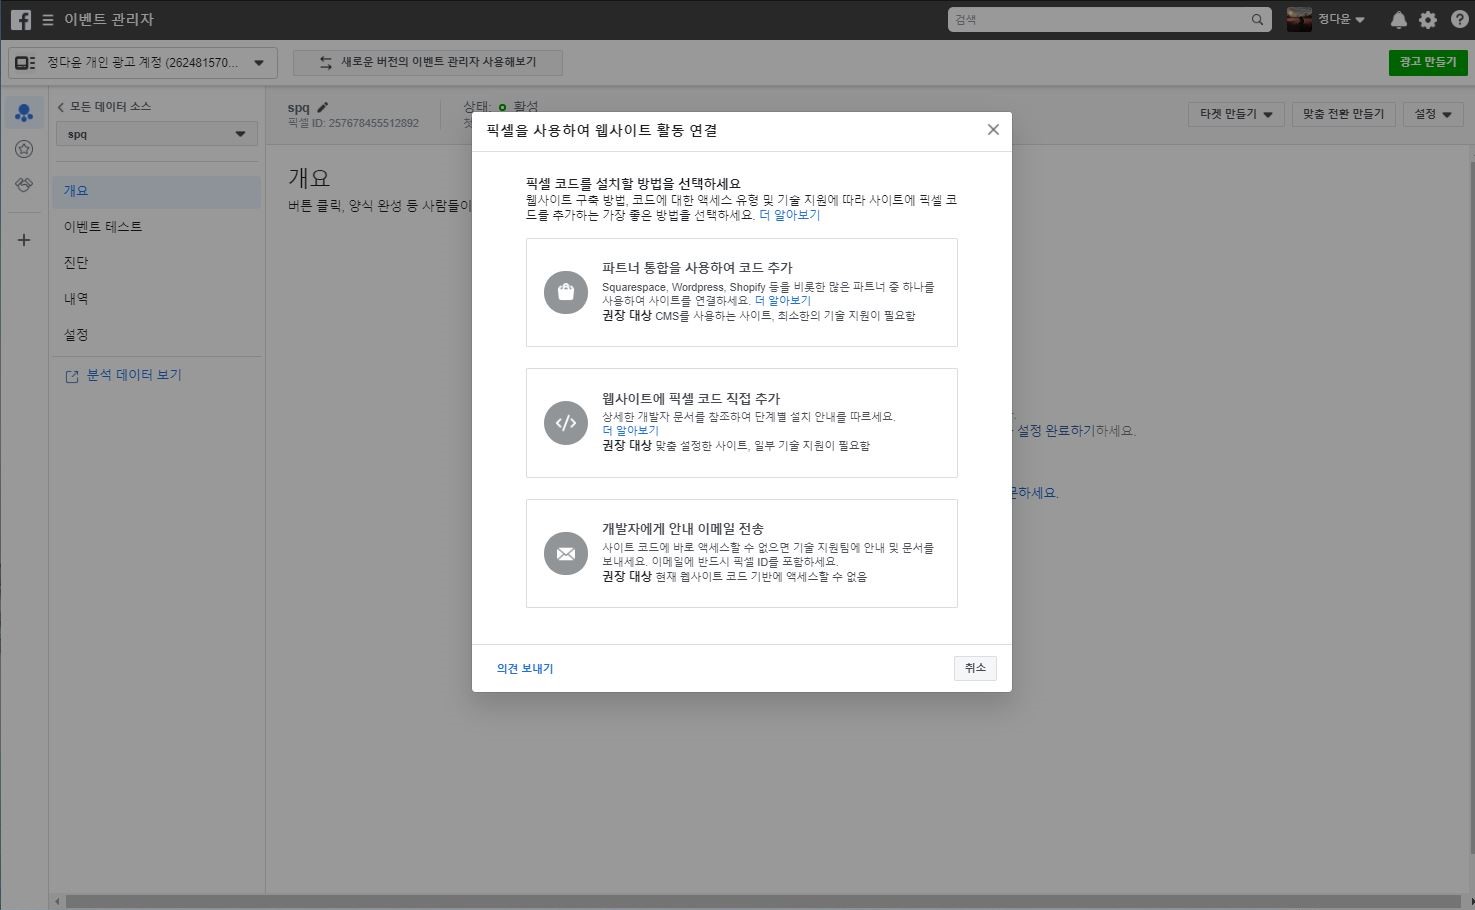 이벤트 관리자
검색
정다윤
정다윤 개인 광고 계정 (262481570...
새로운 버전의 이벤트 관리자 사용해보기
광고 만들기
모든 데이터 소스
spq
spq
픽셀 ID: 257678455512892
상태: 활성
타겟 만들기
맞춤 전환 만들기
설정
개요
이벤트 테스트
진단
내역
설정
분석 데이터 보기
개요
버튼 클릭, 양식 완성 등 사람들이
픽셀을 사용하여 웹사이트 활동 연결
픽셀 코드를 설치할 방법을 선택하세요
웹사이트 구축 방법, 코드에 대한 액세스 유형 및 기술 지원에 따라 사이트에 픽셀 코
드를 추가하는 가장 좋은 방법을 선택하세요. 더 알아보기
파트너 통합을 사용하여 코드 추가
Squarespace, Wordpress, Shopify 등을 비롯한 많은 파트너 중 하나를
사용하여 사이트를 연결하세요. 더 알아보기
권장 대상 CMS를 사용하는 사이트, 최소한의 기술 지원이 필요함
웹사이트에 픽셀 코드 직접 추가
상세한 개발자 문서를 참조하여 단계별 설치 안내를 따르세요.
더 알아보기
권장 대상 맞춤 설정한 사이트, 일부 기술 지원이 필요함
설정 완료하기하세요.
개발자에게 안내 이메일 전송
사이트 코드에 바로 액세스할 수 없으면 기술 지원팀에 안내 및 문서를
보내세요. 이메일에 반드시 픽셀 ID를 포함하세요.
권장 대상 현재 웹사이트 코드 기반에 액세스할 수 없음
의견 보내기
취소